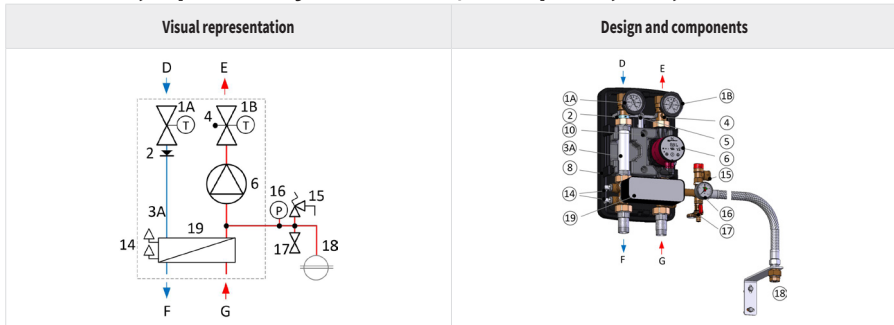 Visual representation
Design and components
D E
1A 1B
4 T T
2
6
16 15
P
3A
19
14
17 18
F G
D E
1A 1B
2 4
10 5
3A 6
8 15
14
19 16
17
F G
18